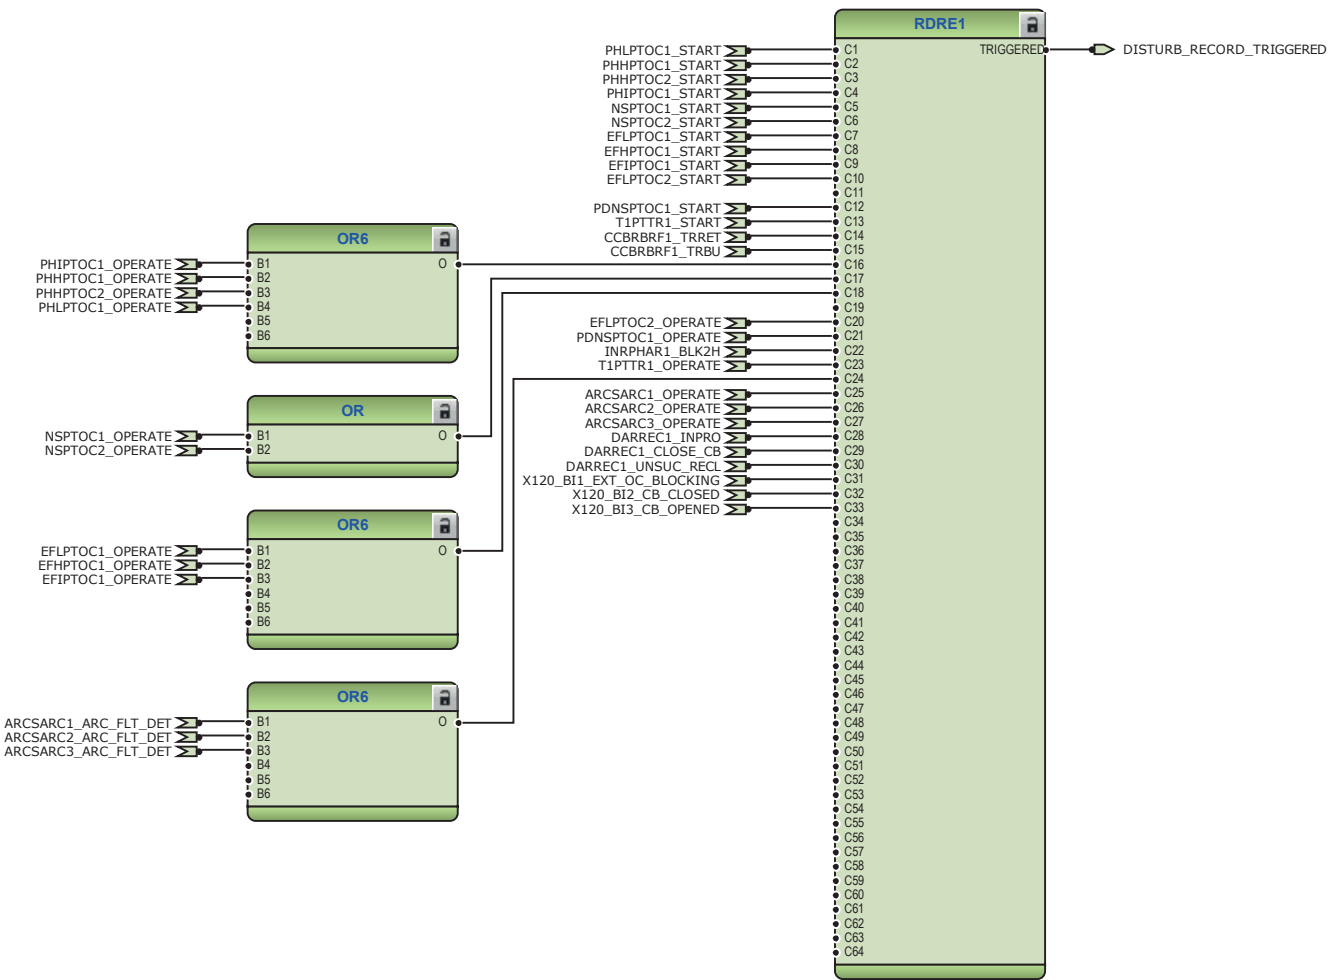 RDRE1
PHLPTOC1_START C1 TRIGGERED DISTURB_RECORD_TRIGGERED
PHHPTOC1_START C2
PHHPTOC2_START C3
PHIPTOC1_START C4
NSPTOC1_START C5
NSPTOC2_START C6
EFLPTOC1_START C7
EFHPTOC1_START C8
EFIPTOC1_START C9
EFLPTOC2_START C10
C11
PDNSPTOC1_START C12
T1PTTR1_START C13
CCBRBRF1_TRRET C14
CCBRBRF1_TRBU C15
C16
C17
C18
C19
EFLPTOC2_OPERATE C20
PDNSPTOC1_OPERATE C21
INRPHAR1_BLK2H C22
T1PTTR1_OPERATE C23
C24
ARCSARC1_OPERATE C25
ARCSARC2_OPERATE C26
ARCSARC3_OPERATE C27
DARREC1_INPRO C28
DARREC1_CLOSE_CB C29
DARREC1_UNSUC_RECL C30
X120_BI1_EXT_OC_BLOCKING C31
X120_BI2_CB_CLOSED C32
X120_BI3_CB_OPENED C33
C34
C35
C36
C37
C38
C39
C40
C41
C42
C43
C44
C45
C46
C47
C48
C49
C50
C51
C52
C53
C54
C55
C56
C57
C58
C59
C60
C61
C62
C63
C64
OR6
PHIPTOC1_OPERATE B1 O
PHHPTOC1_OPERATE B2
PHHPTOC2_OPERATE B3
PHLPTOC1_OPERATE B4
B5
B6
OR
NSPTOC1_OPERATE B1 O
NSPTOC2_OPERATE B2
OR6
EFLPTOC1_OPERATE B1 O
EFHPTOC1_OPERATE B2
EFIPTOC1_OPERATE B3
B4
B5
B6
OR6
ARCSARC1_ARC_FLT_DET B1 O
ARCSARC2_ARC_FLT_DET B2
ARCSARC3_ARC_FLT_DET B3
B4
B5
B6